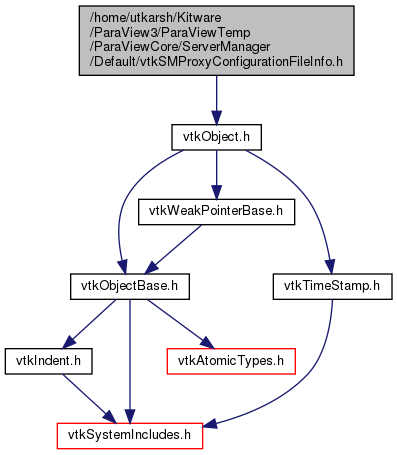 /home/utkarsh/Kitware
/ParaView3/ParaViewTemp
/ParaViewCore/ServerManager
/Default/vtkSMProxyConfigurationFileInfo.h
vtkObject.h
vtkWeakPointerBase.h
vtkObjectBase.h
vtkTimeStamp.h
vtkIndent.h
vtkAtomicTypes.h
vtkSystemIncludes.h